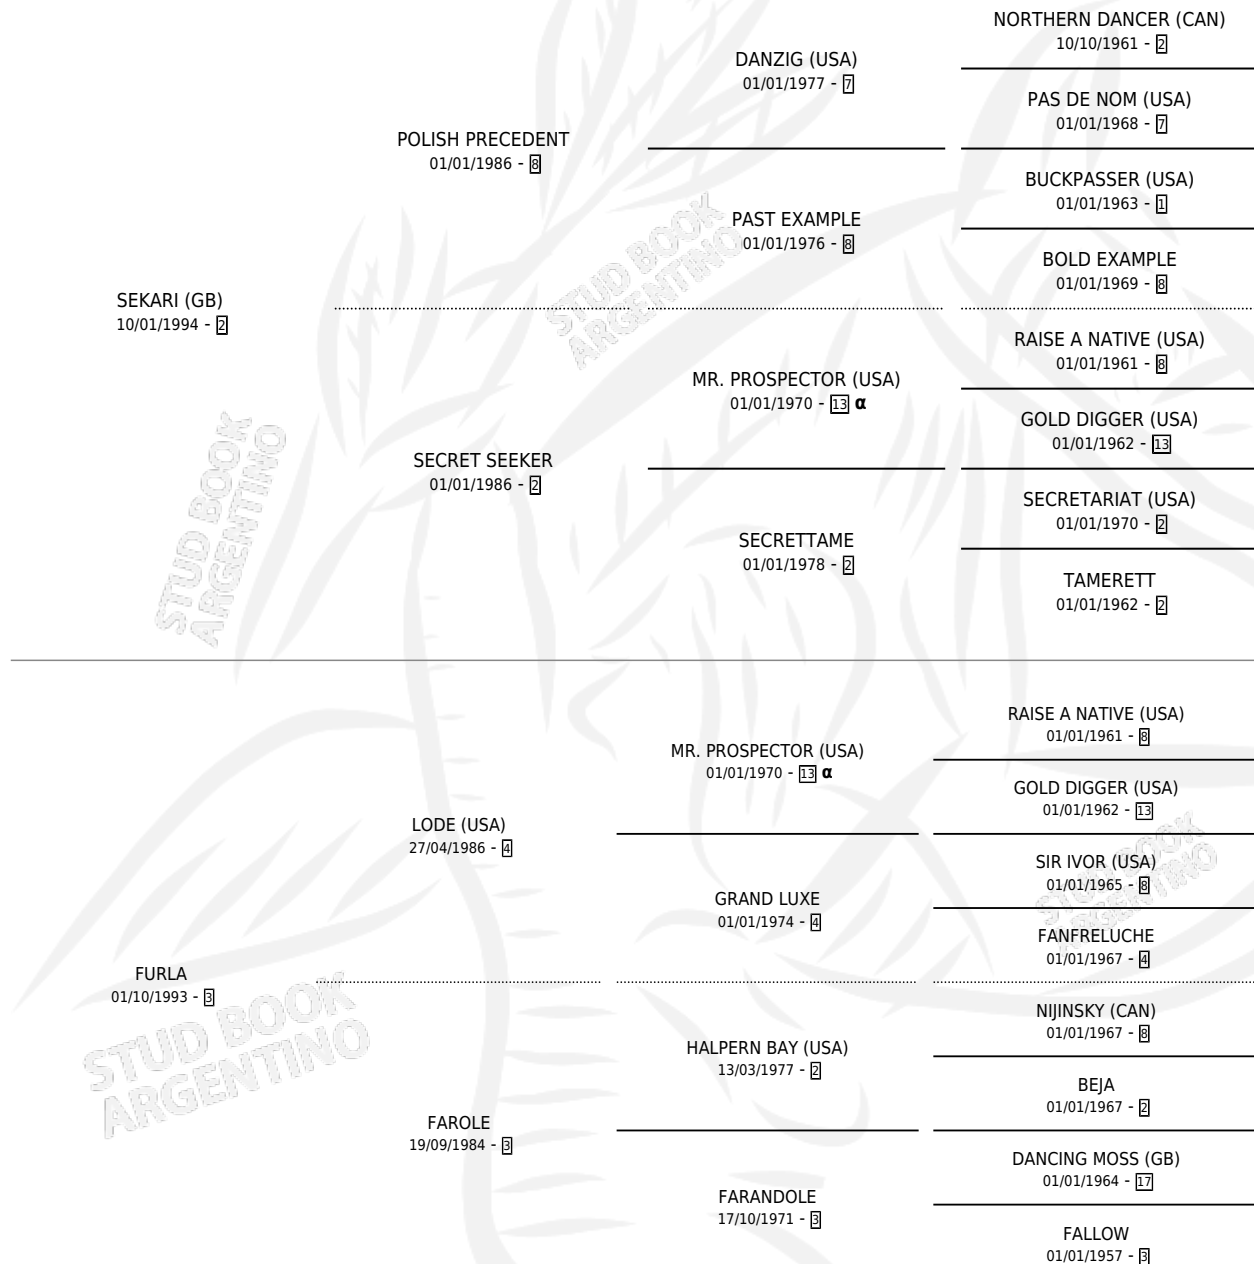 NORTHERN DANCER (CAN)
10/10/1961 - 2
DANZIG (USA)
01/01/1977 - 7
PAS DE NOM (USA)
01/01/1968 - 7
POLISH PRECEDENT
01/01/1986 - 8
BUCKPASSER (USA)
01/01/1963 - 1
PAST EXAMPLE
01/01/1976 - 8
BOLD EXAMPLE
01/01/1969 - 8
SEKARI (GB)
10/01/1994 - 2
RAISE A NATIVE (USA)
01/01/1961 - 8
MR. PROSPECTOR (USA)
01/01/1970 - 13 α
GOLD DIGGER (USA)
01/01/1962 - 13
SECRET SEEKER
01/01/1986 - 2
SECRETARIAT (USA)
01/01/1970 - 2
SECRETTAME
01/01/1978 - 2
TAMERETT
01/01/1962 - 2
RAISE A NATIVE (USA)
01/01/1961 - 8
MR. PROSPECTOR (USA)
01/01/1970 - 13 α
GOLD DIGGER (USA)
01/01/1962 - 13
LODE (USA)
27/04/1986 - 4
SIR IVOR (USA)
01/01/1965 - 8
GRAND LUXE
01/01/1974 - 4
FANFRELUCHE
01/01/1967 - 4
FURLA
01/10/1993 - 3
NIJINSKY (CAN)
01/01/1967 - 8
HALPERN BAY (USA)
13/03/1977 - 2
BEJA
01/01/1967 - 2
FAROLE
19/09/1984 - 3
DANCING MOSS (GB)
01/01/1964 - 17
FARANDOLE
17/10/1971 - 3
FALLOW
01/01/1957 - 3
STUD BOOK
ARGENTINO
STUD BOOK
ARGENTINO
STUD BOOK
ARGENTINO
STUD BOOK
ARGENTINO